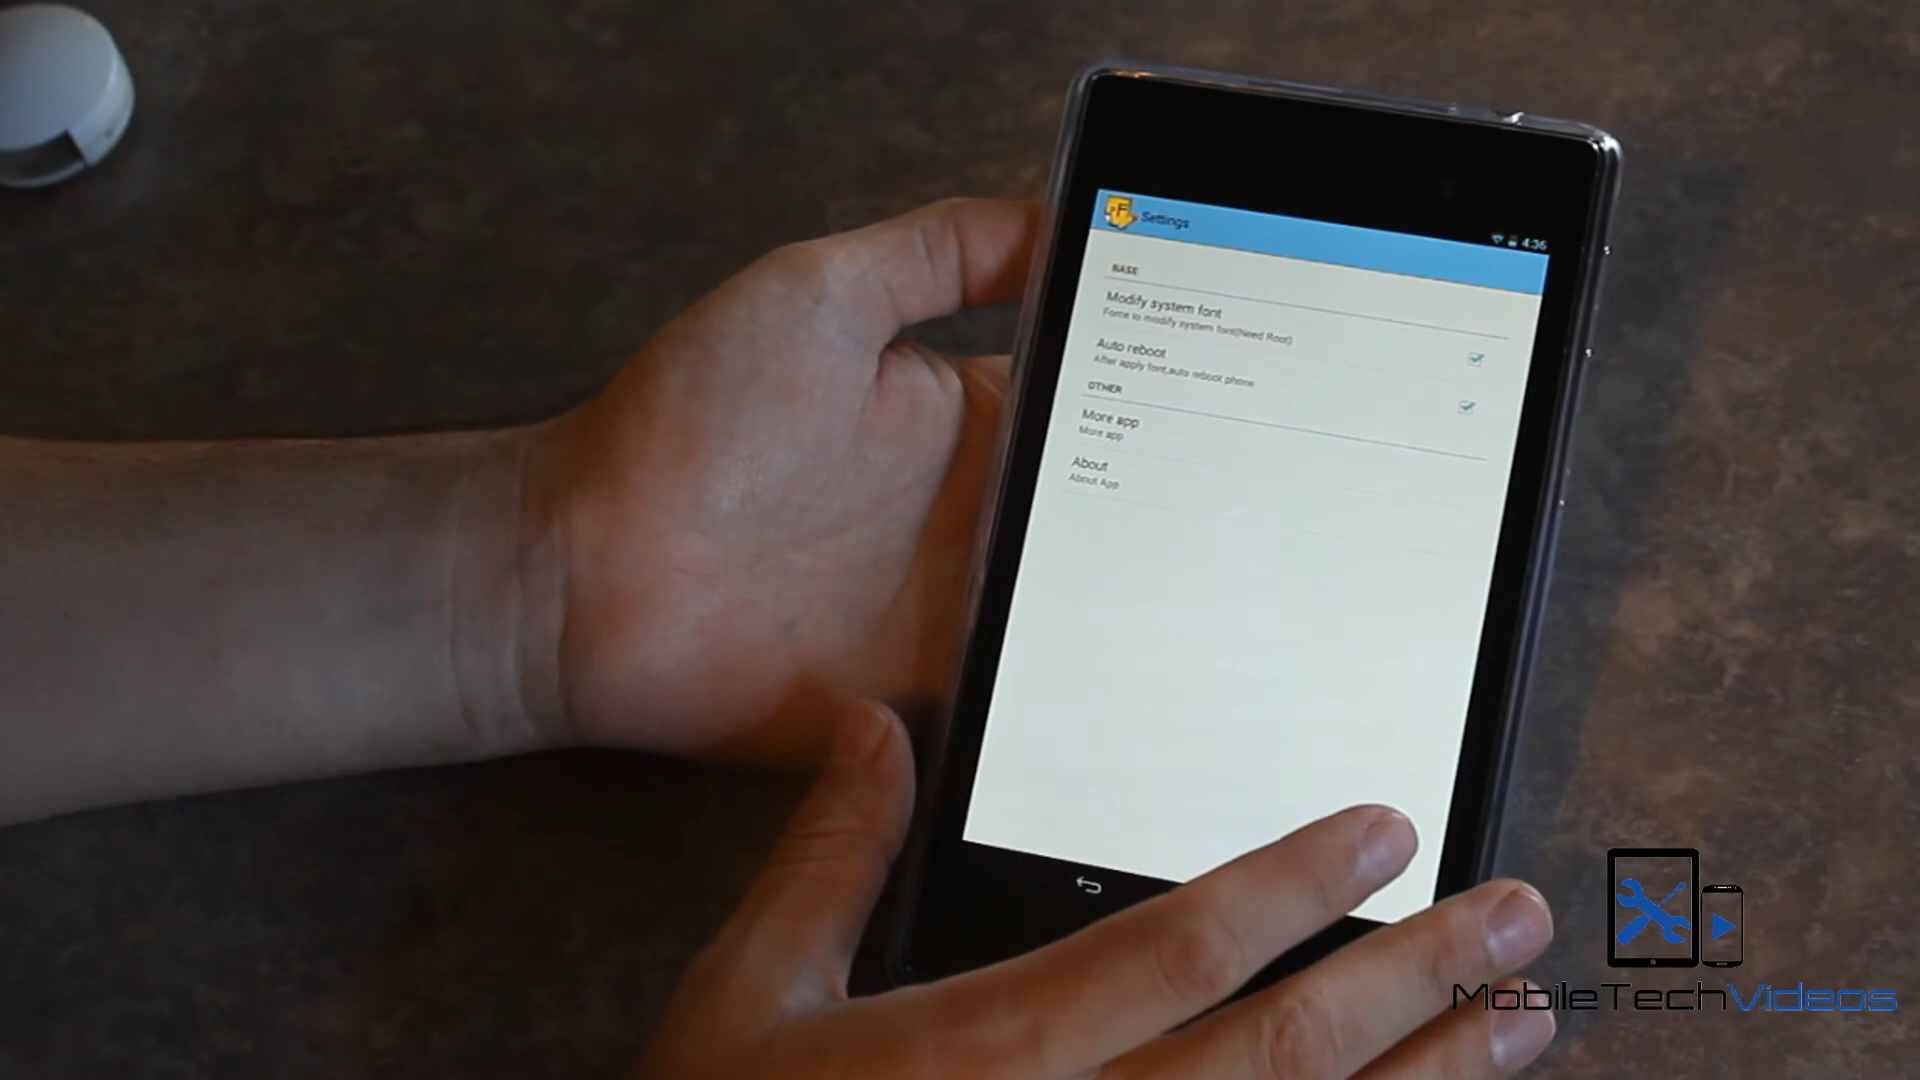 Settings
4:36
BASE
Modify system font
Force to modify system font(Need Root)
Auto reboot
After apply font,auto reboot phone
OTHER
More app
More app
About
About App
MobileTechVideos